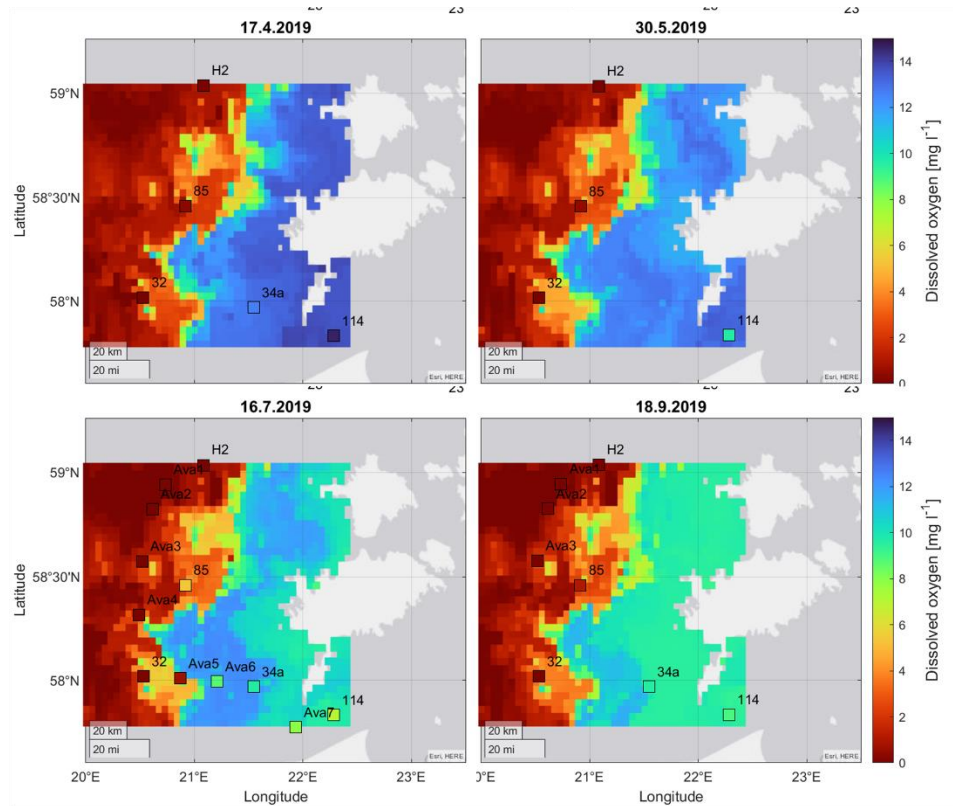 23
23
17.4.2019
30.5.2019
59°N
58°30'N
58°N
Latitude
H2
85
32
34a
114
20 km
20 mi
Esri, HERE
H2
85
32
114
20 km
20 mi
Esri, HERE
14
12
10
8
6
4
2
0
Dissolved oxygen [mg l⁻¹]
23
23
16.7.2019
18.9.2019
59°N
58°30'N
58°N
Latitude
H2
Ava1
Ava2
Ava3
85
Ava4
32
Ava5
Ava6
34a
Ava7
114
20 km
20 mi
Esri, HERE
20°E
21°E
22°E
23°E
Longitude
H2
Ava1
Ava2
Ava3
85
32
34a
114
20 km
20 mi
Esri, HERE
0°E
21°E
22°E
23°E
Longitude
14
12
10
8
6
4
2
0
Dissolved oxygen [mg l⁻¹]